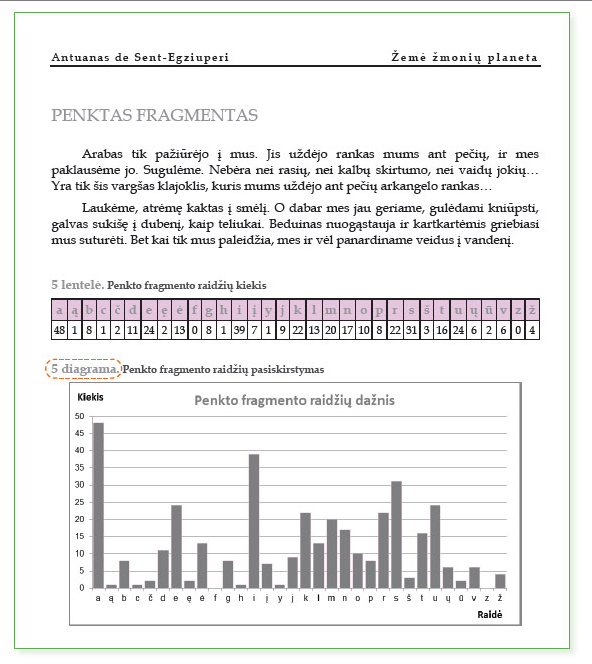 Antuanas de Sent-Egziuperi Žemė žmonių planeta
PENKTAS FRAGMENTAS
Arabas tik pažiūrėjo į mus. Jis uždėjo rankas mums ant pečių, ir mes
paklausėme jo. Sugulėme. Nebėra nei rasių, nei kalbų skirtumo, nei vaidų jokių…
Yra tik šis vargšas klajoklis, kuris mums uždėjo ant pečių arkangelo rankas…
Laukėme, atrėmę kaktas į smėlį. O dabar mes jau geriame, gulėdami kniūpsti,
galvas sukišę į dubenį, kaip teliukai. Beduinas nuogąstauja ir kartkartėmis griebiasi
mus suturėti. Bet kai tik mus paleidžia, mes ir vėl panardiname veidus į vandenį.
5 lentelė. Penkto fragmento raidžių kiekis
a ą b c č d e ę ė f g h i į y j k l m n o p r s š t u ų ū v z ž
48 1 8 1 2 11 24 2 13 0 8 1 39 7 1 9 22 13 20 17 10 8 22 31 3 16 24 6 2 6 0 4
5 diagrama. Penkto fragmento raidžių pasiskirstymas
Kiekis
Penkto fragmento raidžių dažnis
50
45
40
35
30
25
20
15
10
5
0
a ą b c č d e ę ė f g h i į y j k l m n o p r s š t u ų ū v z ž
Raidė